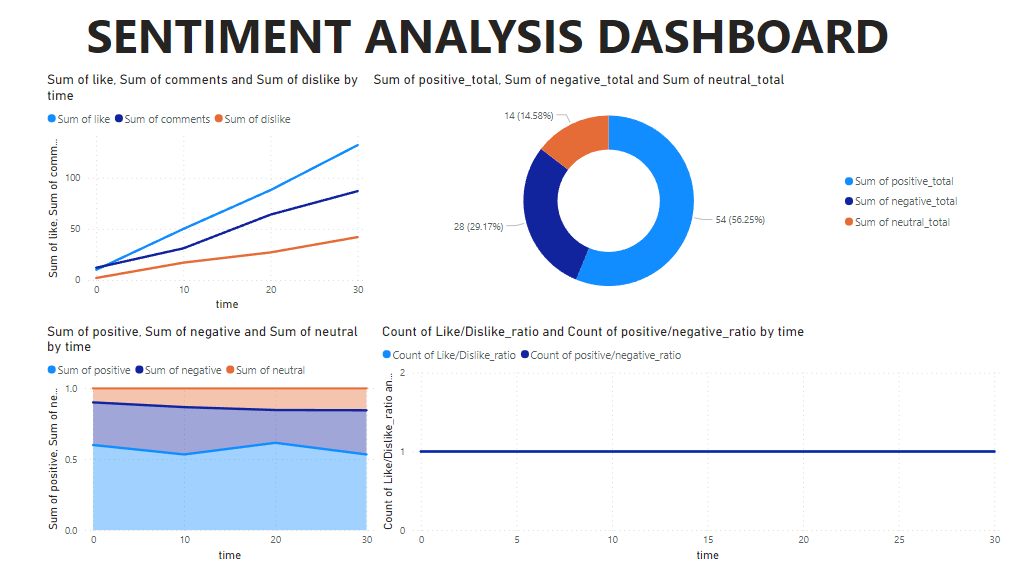 SENTIMENT ANALYSIS DASHBOARD
Sum of like, Sum of comments and Sum of dislike by
time
Sum of like Sum of comments Sum of dislike
Sum of like, Sum of comm...
100
50
0
0 10 20 30
time
Sum of positive_total, Sum of negative_total and Sum of neutral_total
14 (14.58%)
28 (29.17%)
54 (56.25%)
Sum of positive_total
Sum of negative_total
Sum of neutral_total
Sum of positive, Sum of negative and Sum of neutral
by time
Sum of positive Sum of negative Sum of neutral
Sum of positive, Sum of ne...
1.0
0.5
0.0
0 10 20 30
time
Count of Like/Dislike_ratio and Count of positive/negative_ratio by time
Count of Like/Dislike_ratio Count of positive/negative_ratio
Count of Like/Dislike_ratio an...
2
1
0
0 5 10 15 20 25 30
time